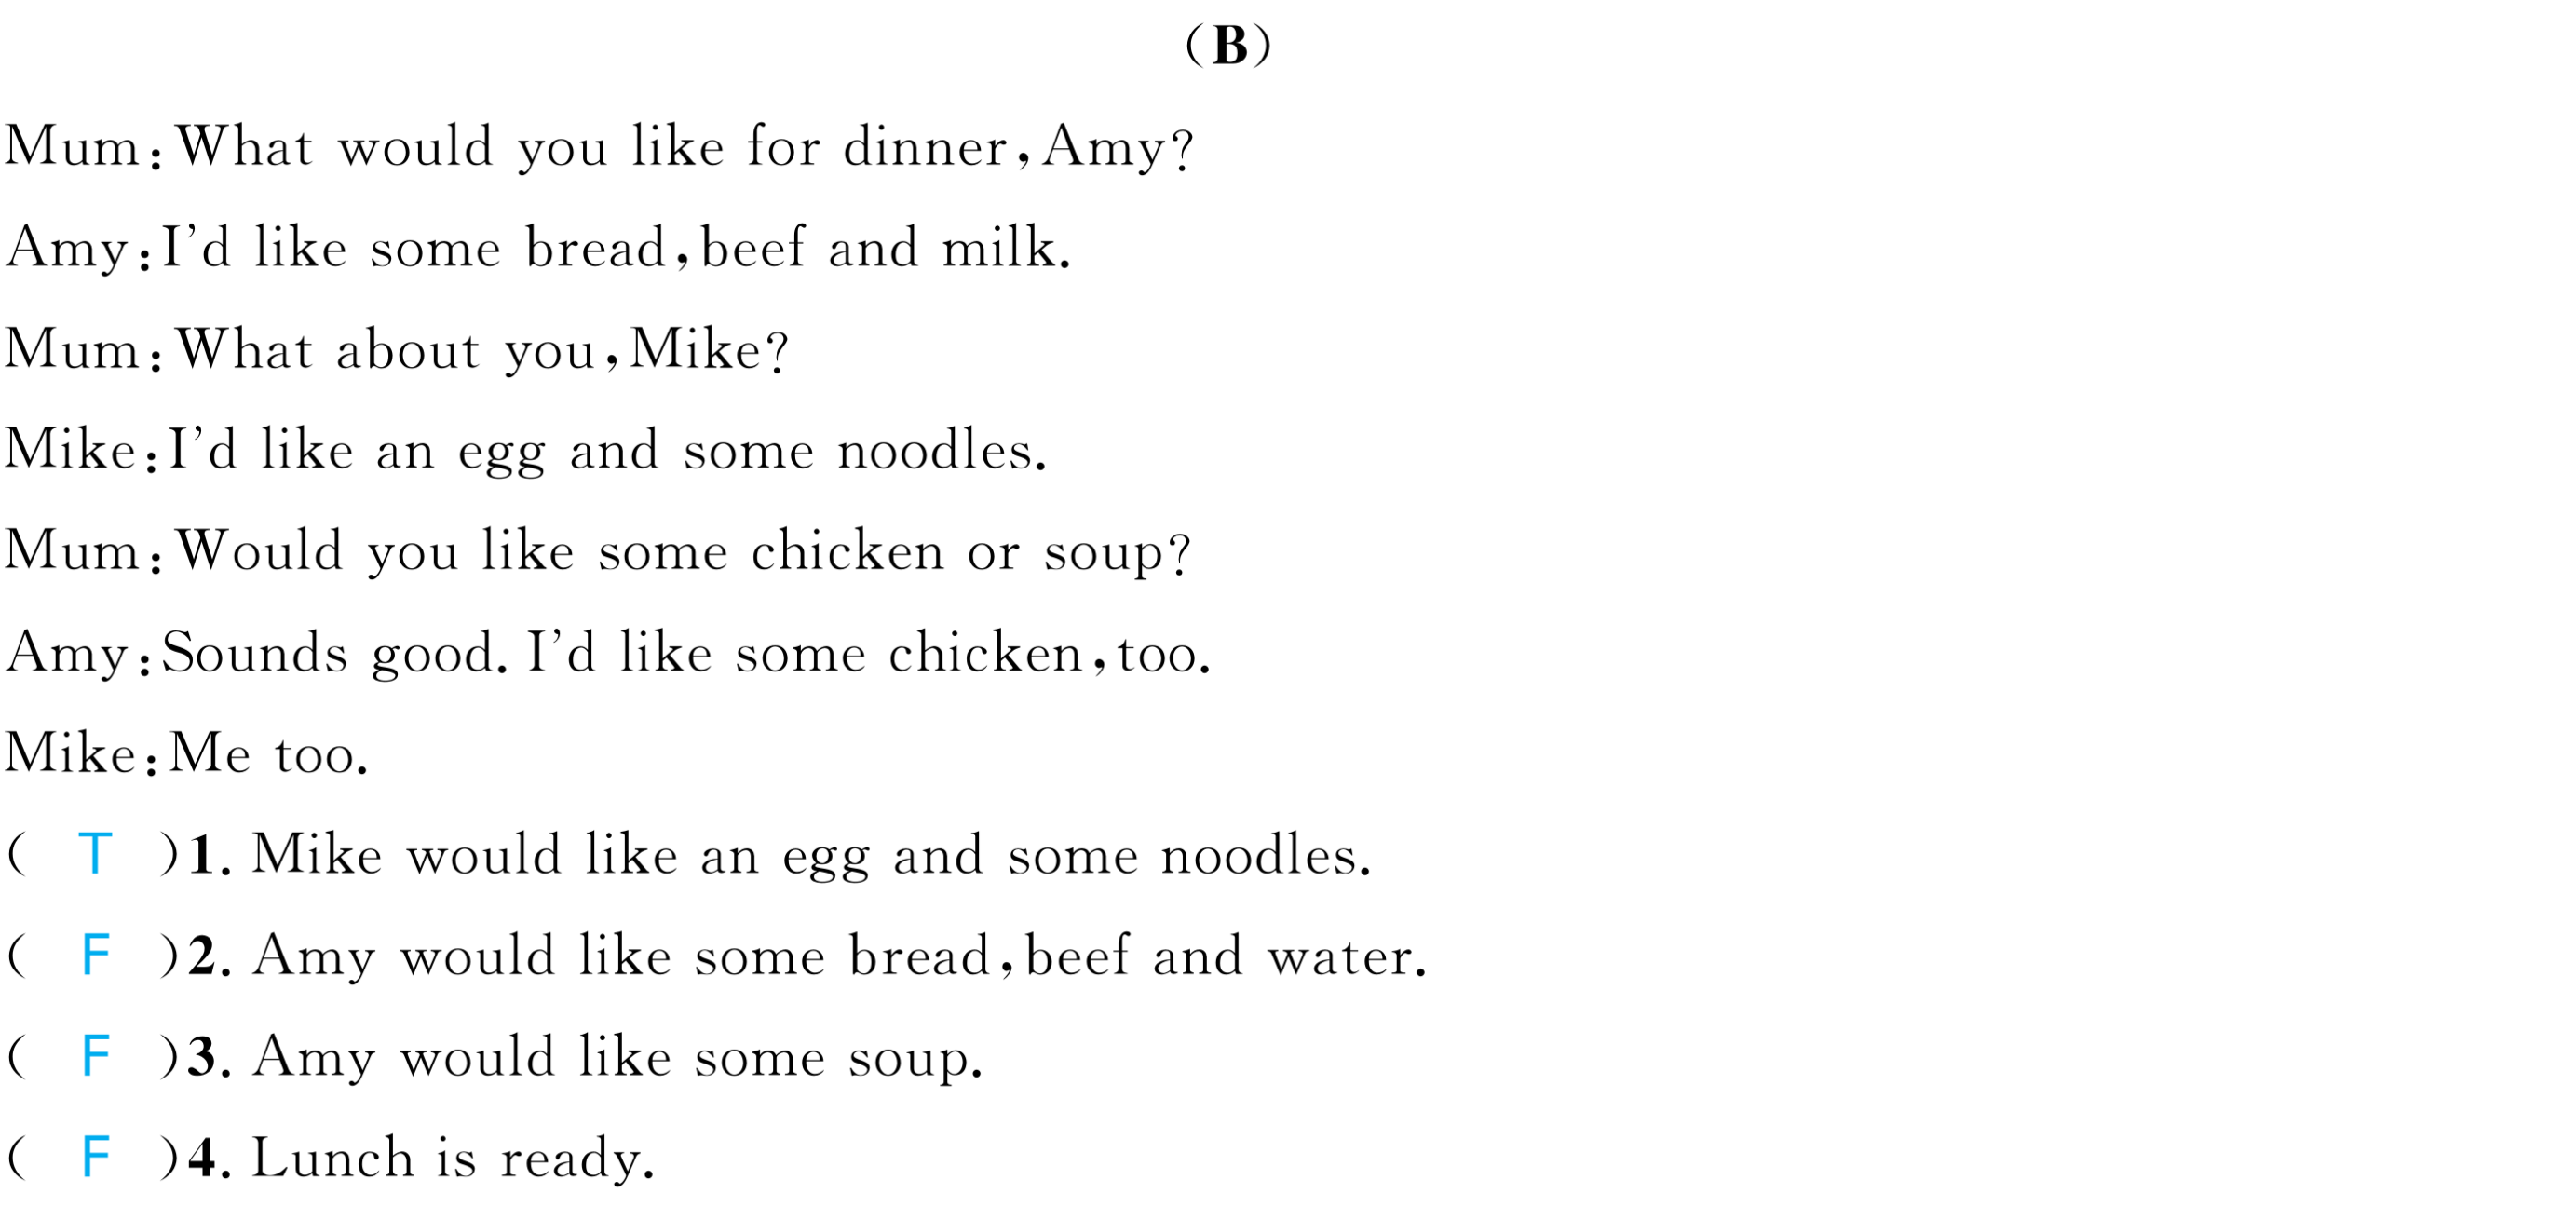 (B)
Mum:What would you like for dinner,Amy?
Amy:I'd like some bread,beef and milk.
Mum:What about you,Mike?
Mike:I'd like an egg and some noodles.
Mum:Would you like some chicken or soup?
Amy:Sounds good. I'd like some chicken,too.
Mike:Me too.
( T )1. Mike would like an egg and some noodles.
( F )2. Amy would like some bread,beef and water.
( F )3. Amy would like some soup.
( F )4. Lunch is ready.